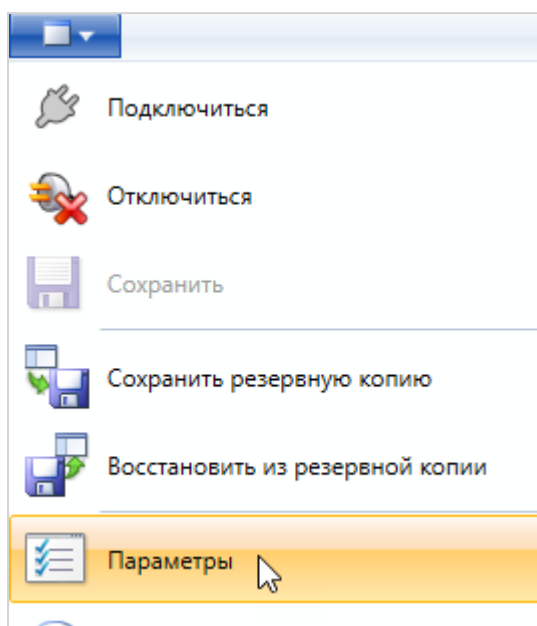 Подключиться
Отключиться
Сохранить
Сохранить резервную копию
Восстановить из резервной копии
Параметры